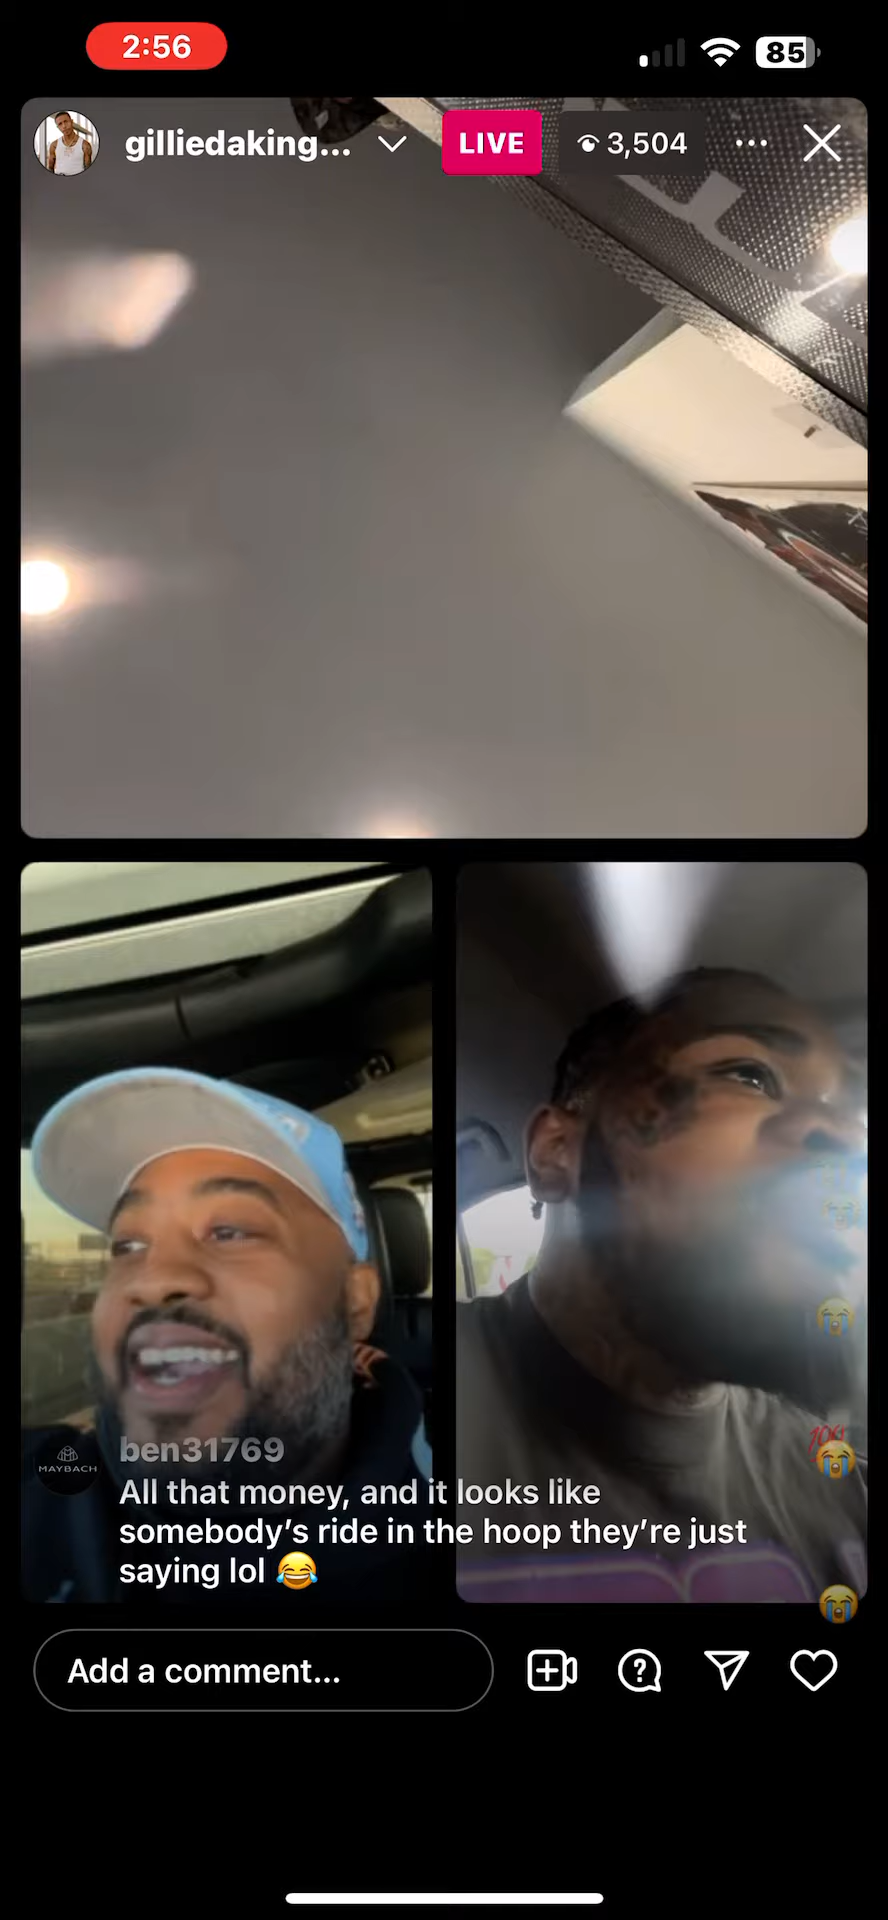 2:56
85
gilliedaking...
LIVE
3,504
ben31769
MAYBACH
All that money, and it looks like
somebody’s ride in the hoop they’re just
saying lol 😂
Add a comment...